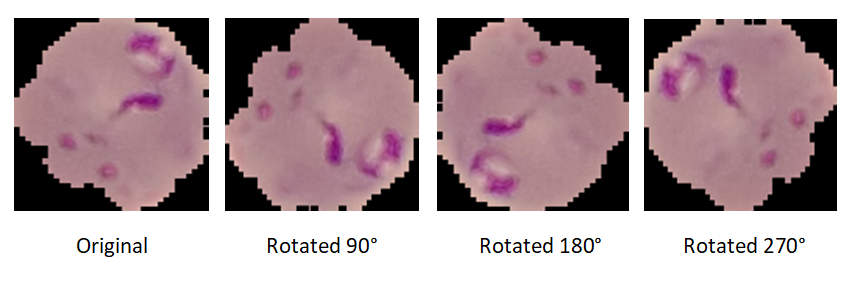 Original
Rotated 90°
Rotated 180°
Rotated 270°